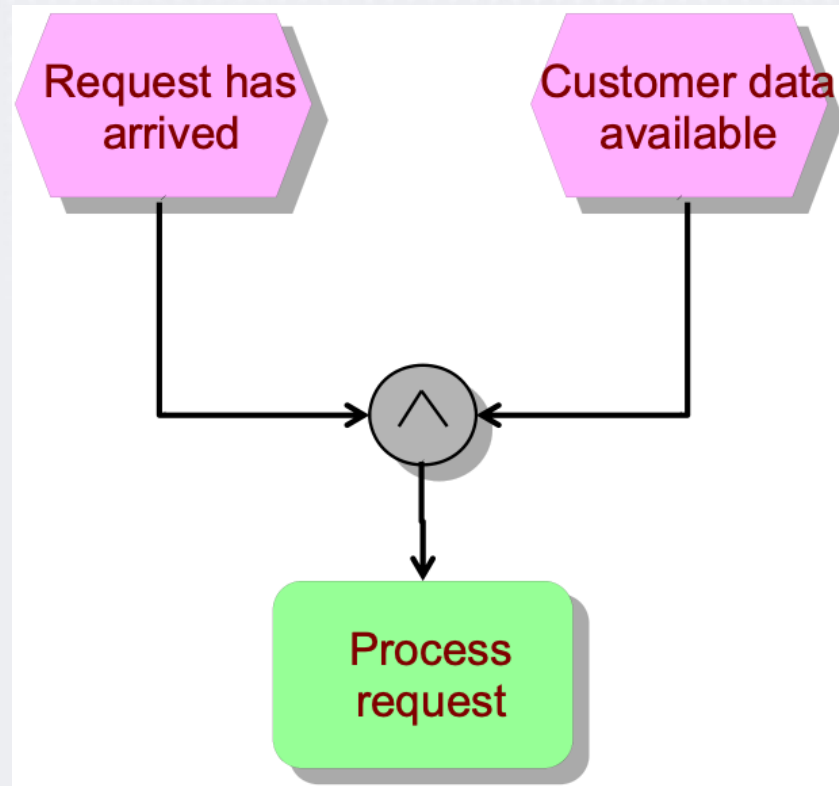 Request has
arrived
Customer data
available
∧
Process
request